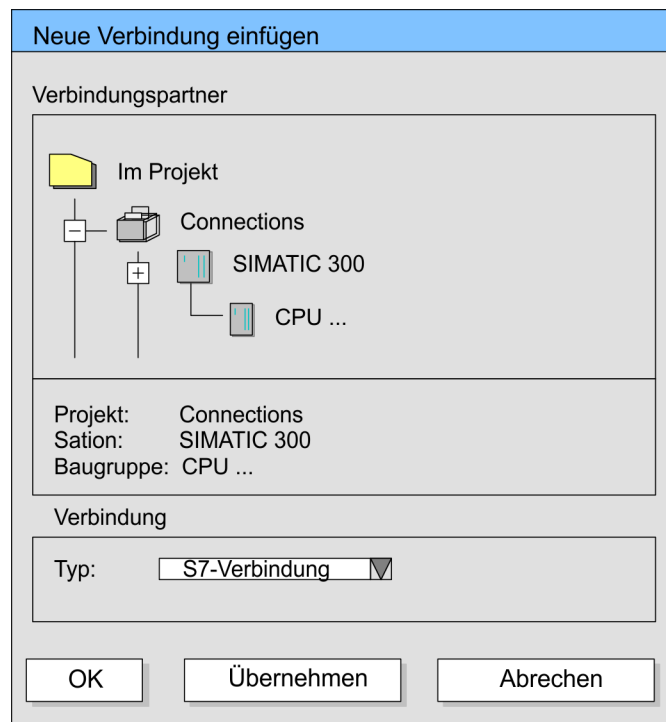 Neue Verbindung einfügen
Verbindungspartner
Im Projekt
Connections
SIMATIC 300
CPU ...
Projekt: Connections
Sation: SIMATIC 300
Baugruppe: CPU ...
Verbindung
Typ: S7-Verbindung
OK Übernehmen Abrechen